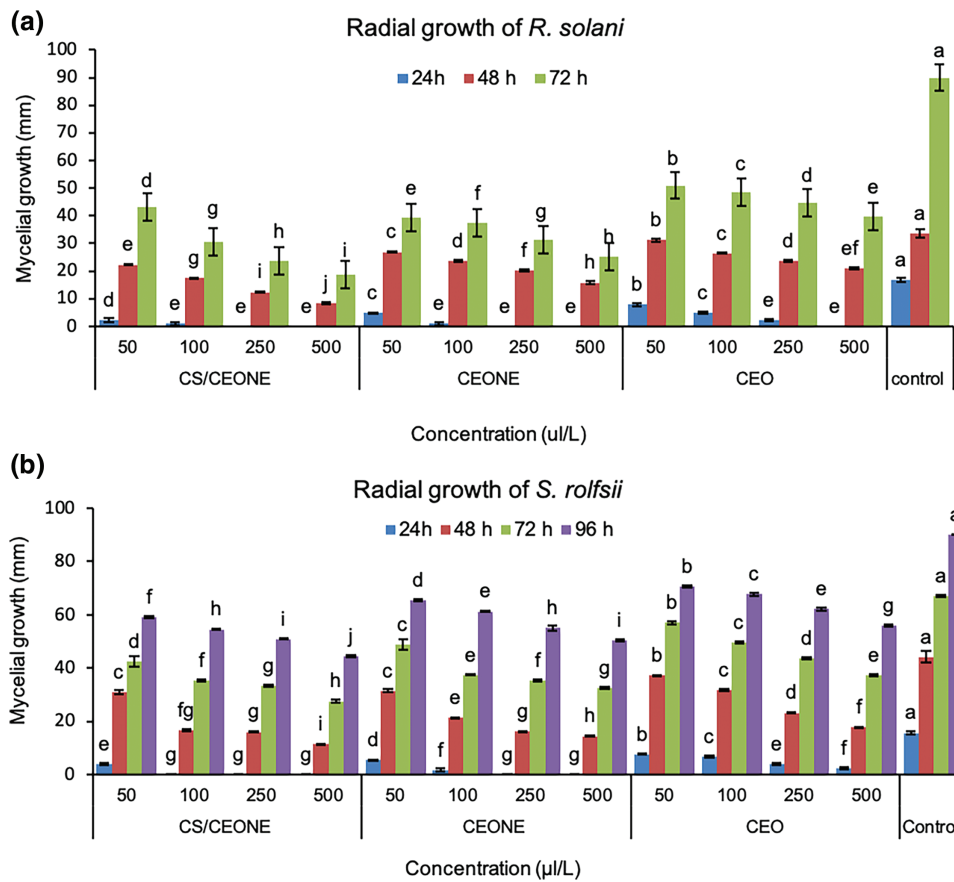 (a)
Radial growth of R. solani
24h 48 h 72 h
Mycelial growth (mm)
100
90
80
70
60
50
40
30
20
10
0
d e d
e g g
e i h
e j i
c c e
e d f
e f g
e h h
b b b
c c c
e d d
e ef e
a a a
50 100 250 500 50 100 250 500 50 100 250 500
CS/CEONE CEONE CEO control
Concentration (ul/L)
(b)
Radial growth of S. rolfsii
24h 48 h 72 h 96 h
Mycelial growth (mm)
100
80
60
40
20
0
e c d f
g fg f h
g g g i
g i h j
d c c d
f e e e
g g f h
g h g i
b b b b
c c c c
e d d e
f f e g
a a a a
50 100 250 500 50 100 250 500 50 100 250 500
CS/CEONE CEONE CEO Contro
Concentration (µl/L)